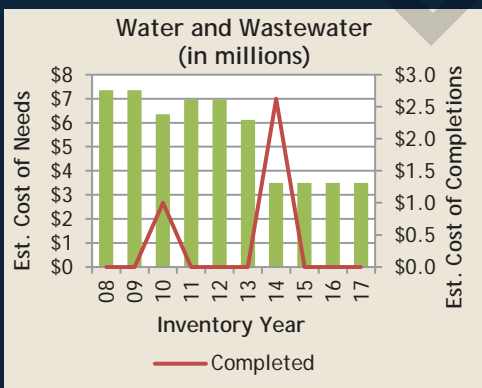 Water and Wastewater
(in millions)
Est. Cost of Needs
$8
$7
$6
$5
$4
$3
$2
$1
$0
$3.0
$2.5
$2.0
$1.5
$1.0
$0.5
$0.0
Est. Cost of Completions
08 09 10 11 12 13 14 15 16 17
Inventory Year
Completed